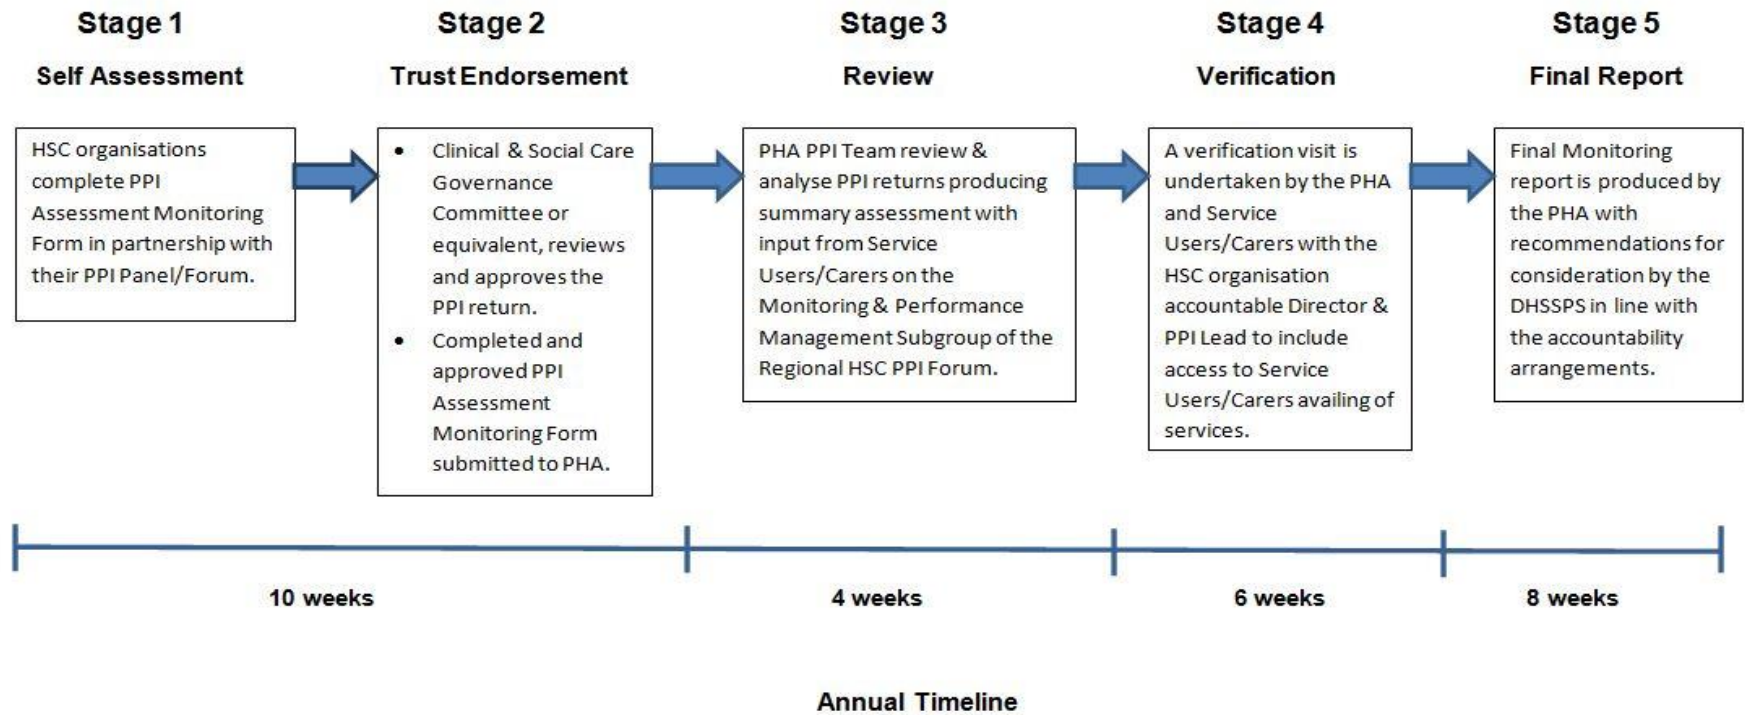 Stage 1
Self Assessment
HSC organisations
complete PPI
Assessment Monitoring
Form in partnership with
their PPI Panel/Forum.
Stage 2
Trust Endorsement
• Clinical & Social Care
Governance
Committee or
equivalent, reviews
and approves the
PPI return.
• Completed and
approved PPI
Assessment
Monitoring Form
submitted to PHA.
Stage 3
Review
PHA PPI Team review &
analyse PPI returns producing
summary assessment with
input from Service
Users/Carers on the
Monitoring & Performance
Management Subgroup of the
Regional HSC PPI Forum.
Stage 4
Verification
A verification visit is
undertaken by the PHA
and Service
Users/Carers with the
HSC organisation
accountable Director &
PPI Lead to include
access to Service
Users/Carers availing of
services.
Stage 5
Final Report
Final Monitoring
report is produced by
the PHA with
recommendations for
consideration by the
DHSSPS in line with
the accountability
arrangements.
10 weeks
4 weeks
6 weeks
8 weeks
Annual Timeline